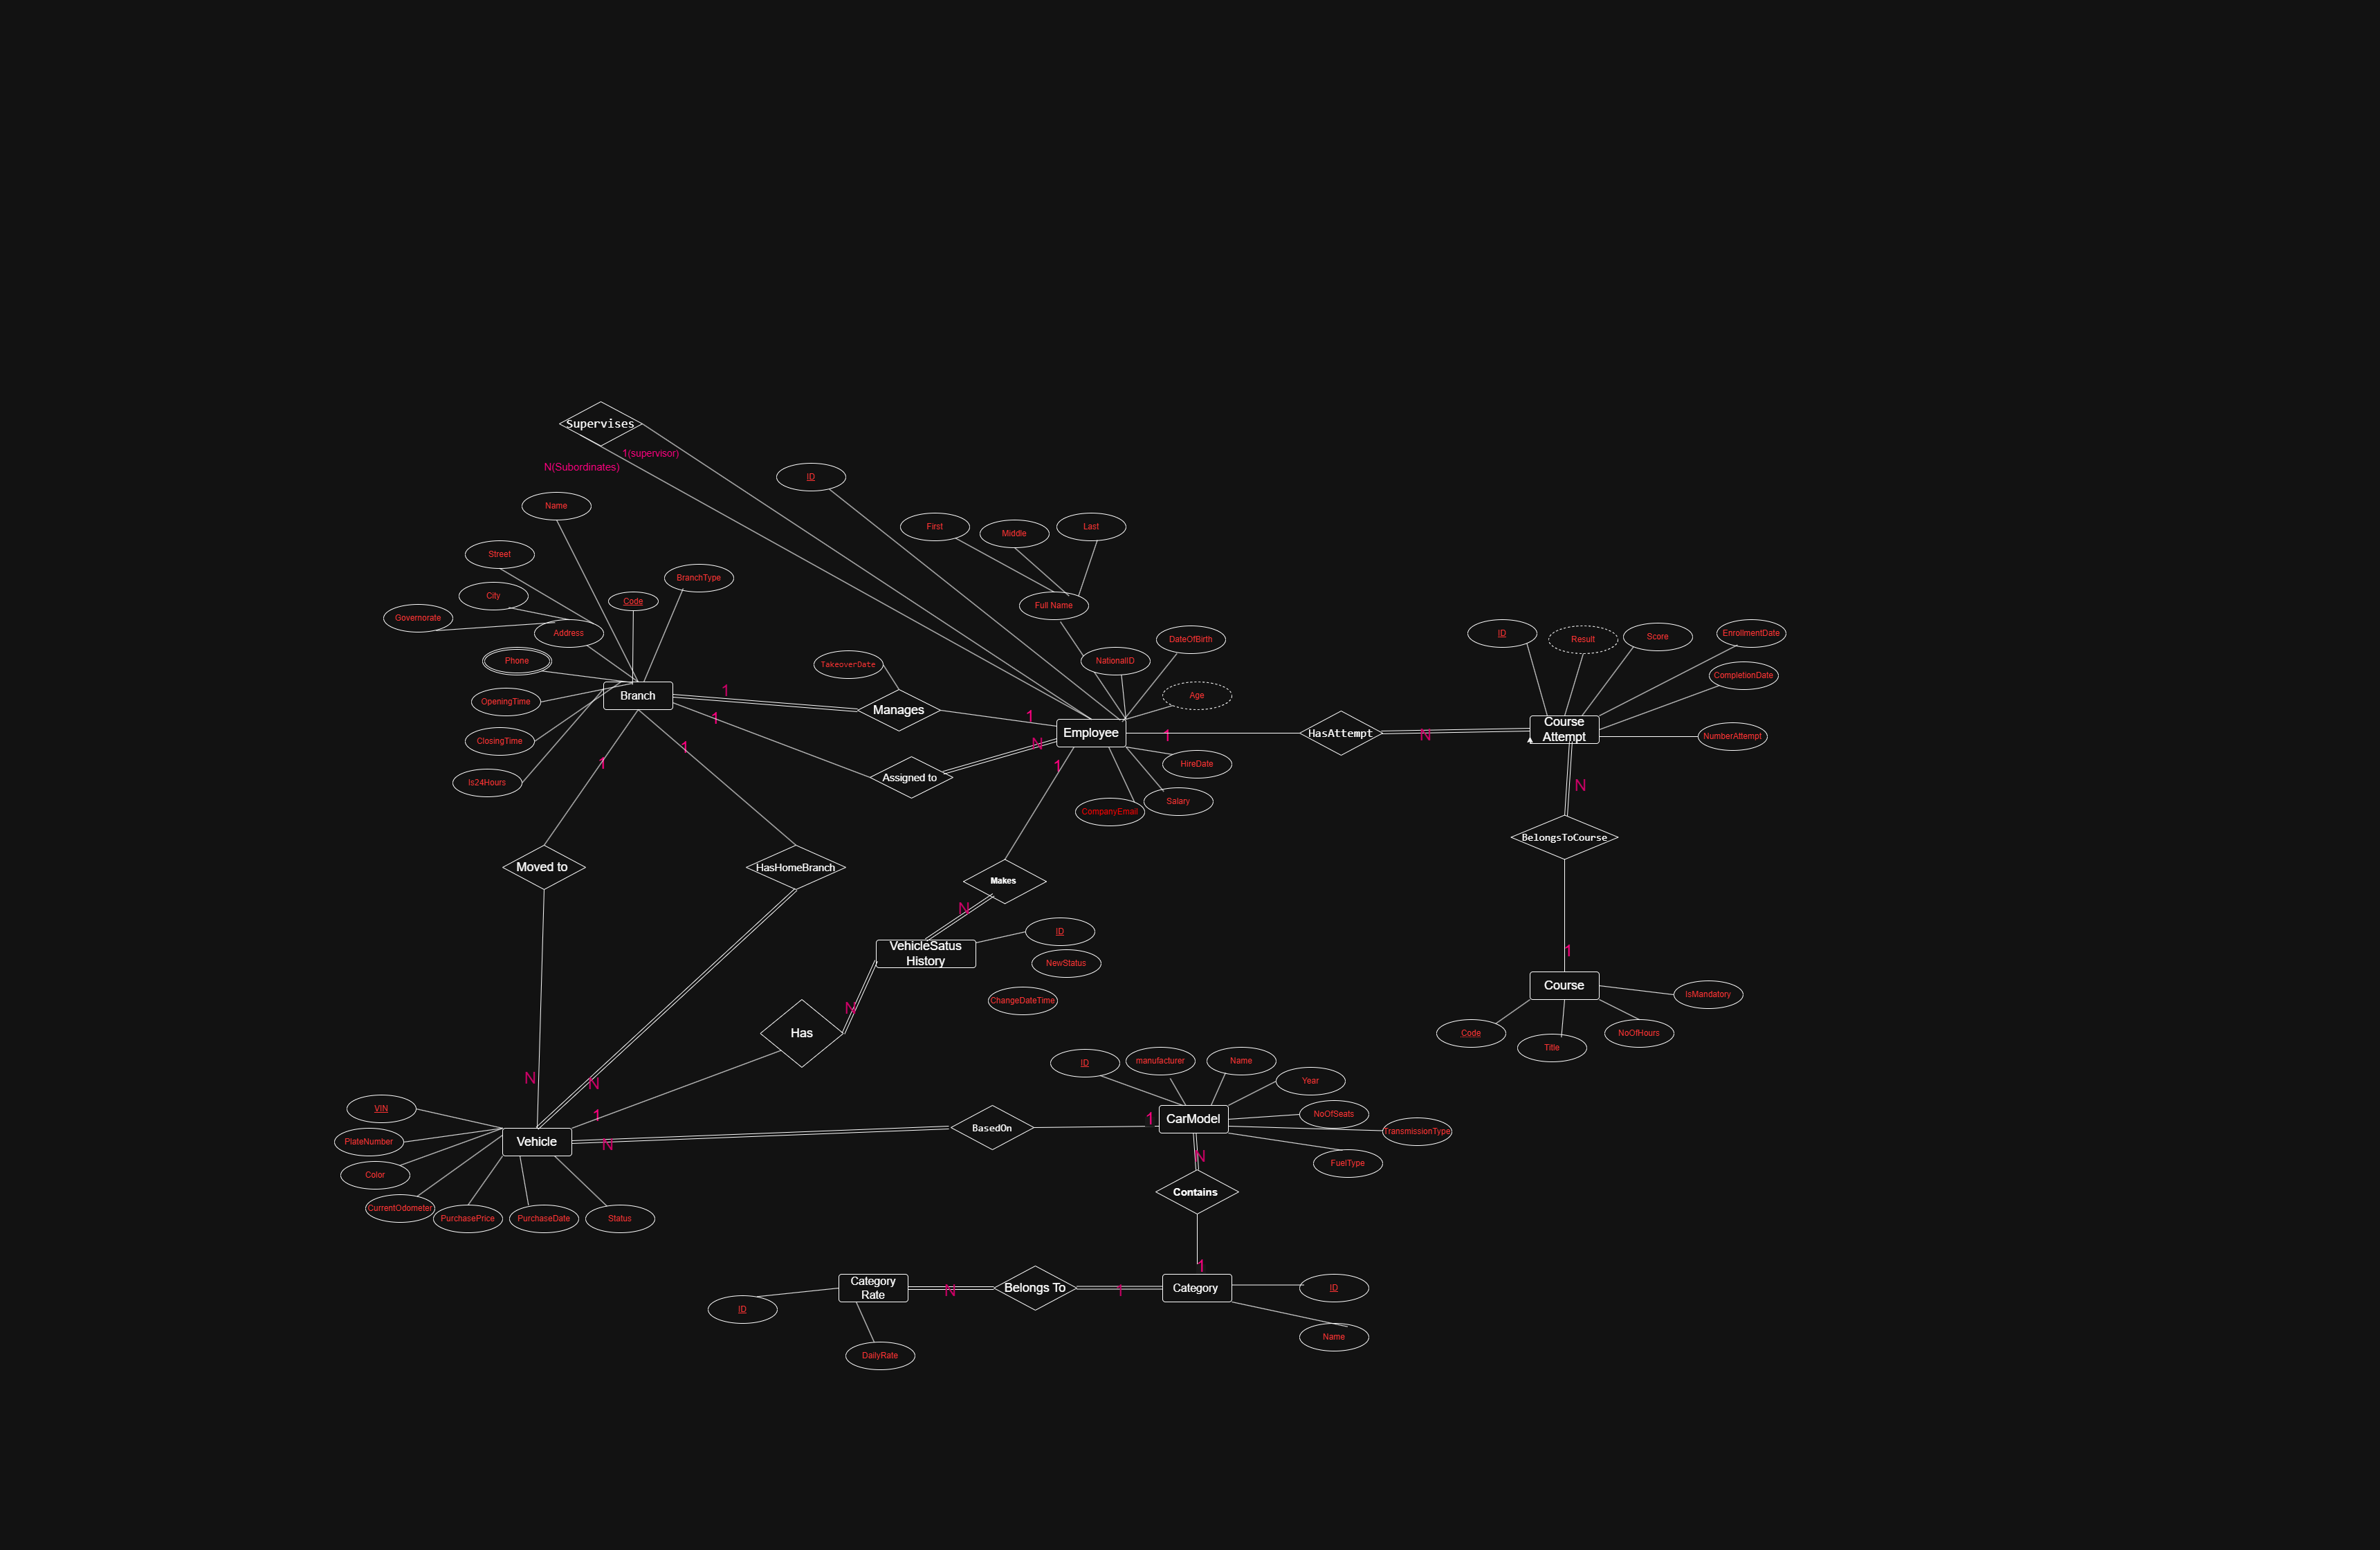 Supervises
1(supervisor)
N(Subordinates)
ID
Name
First
Middle
Last
Street
BranchType
City
Code
Full Name
Governorate
Address
ID
Result
Score
EnrollmentDate
DateOfBirth
Phone
TakeoverDate
NationalID
CompletionDate
Branch
1
Age
OpeningTime
Manages
1
1
Employee
1
HasAttempt
N
Course
Attempt
NumberAttempt
ClosingTime
1
N
1
1
HireDate
Is24Hours
Assigned to
CompanyEmail
Salary
N
BelongsToCourse
Moved to
HasHomeBranch
Makes
N
ID
VehicleSatus
History
NewStatus
1
ChangeDateTime
N
Course
IsMandatory
Has
Code
Title
NoOfHours
ID
manufacturer
Name
N
N
Year
VIN
1
1
CarModel
NoOfSeats
PlateNumber
Vehicle
N
BasedOn
TransmissionType
N
FuelType
Color
Contains
CurrentOdometer
PurchasePrice
PurchaseDate
Status
1
Category
Rate
N
Belongs To
1
Category
ID
ID
Name
DailyRate